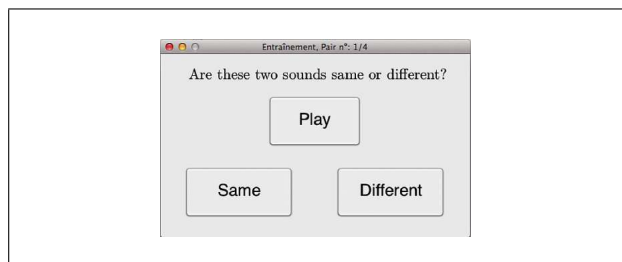 Entraînement, Pair n°: 1/4
Are these two sounds same or different?
Play
Same
Different